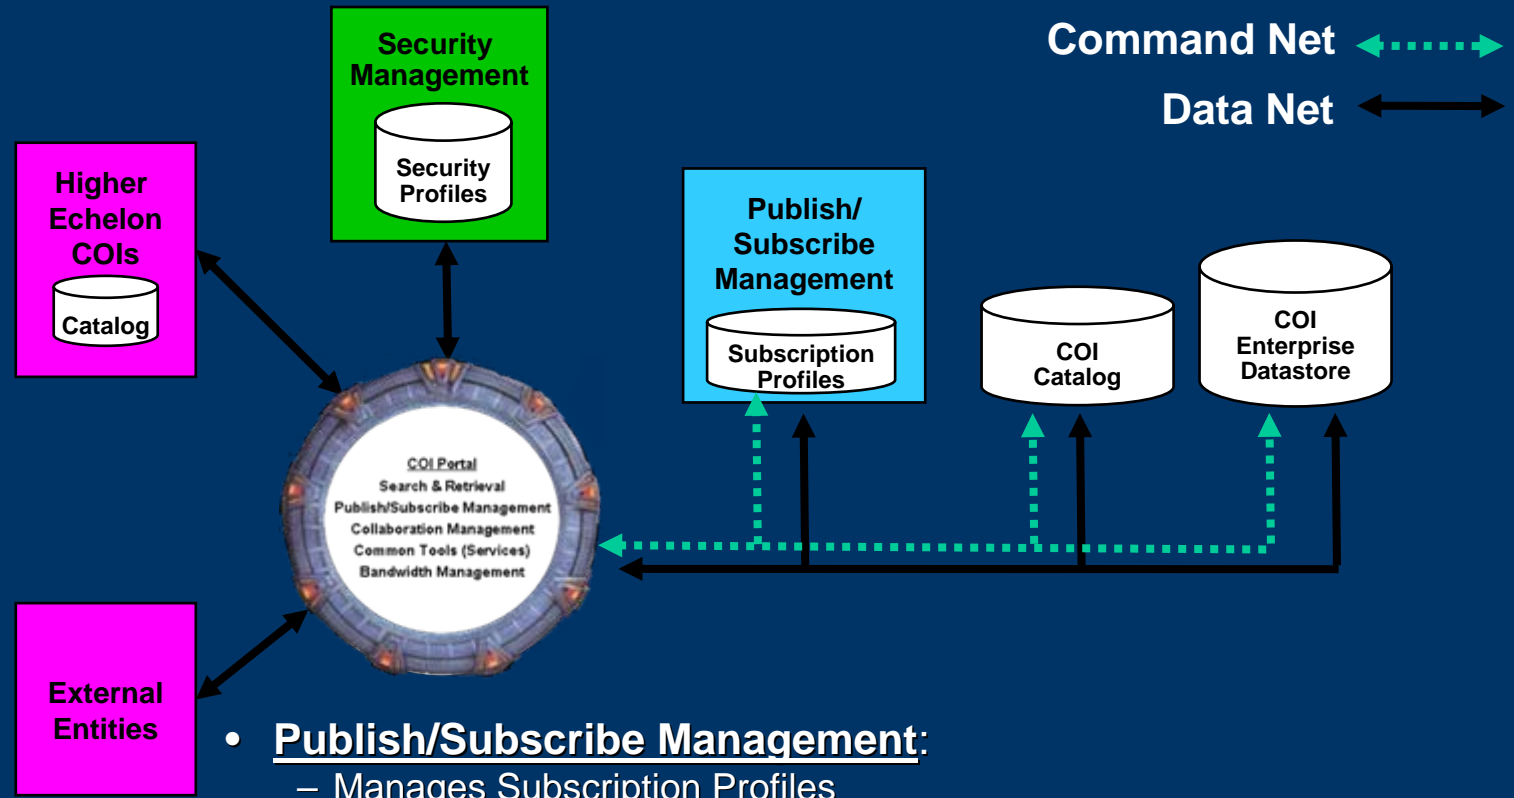 Security
Management
Security
Profiles
Command Net
Data Net
Higher
Echelon
COIs
Catalog
Publish/
Subscribe
Management
Subscription
Profiles
COI
Catalog
COI
Enterprise
Datastore
COI Portal
Search & Retrieval
Publish/Subscribe Management
Collaboration Management
Common Tools (Services)
Bandwidth Management
External
Entities
• Publish/Subscribe Management:
– Manages Subscription Profiles